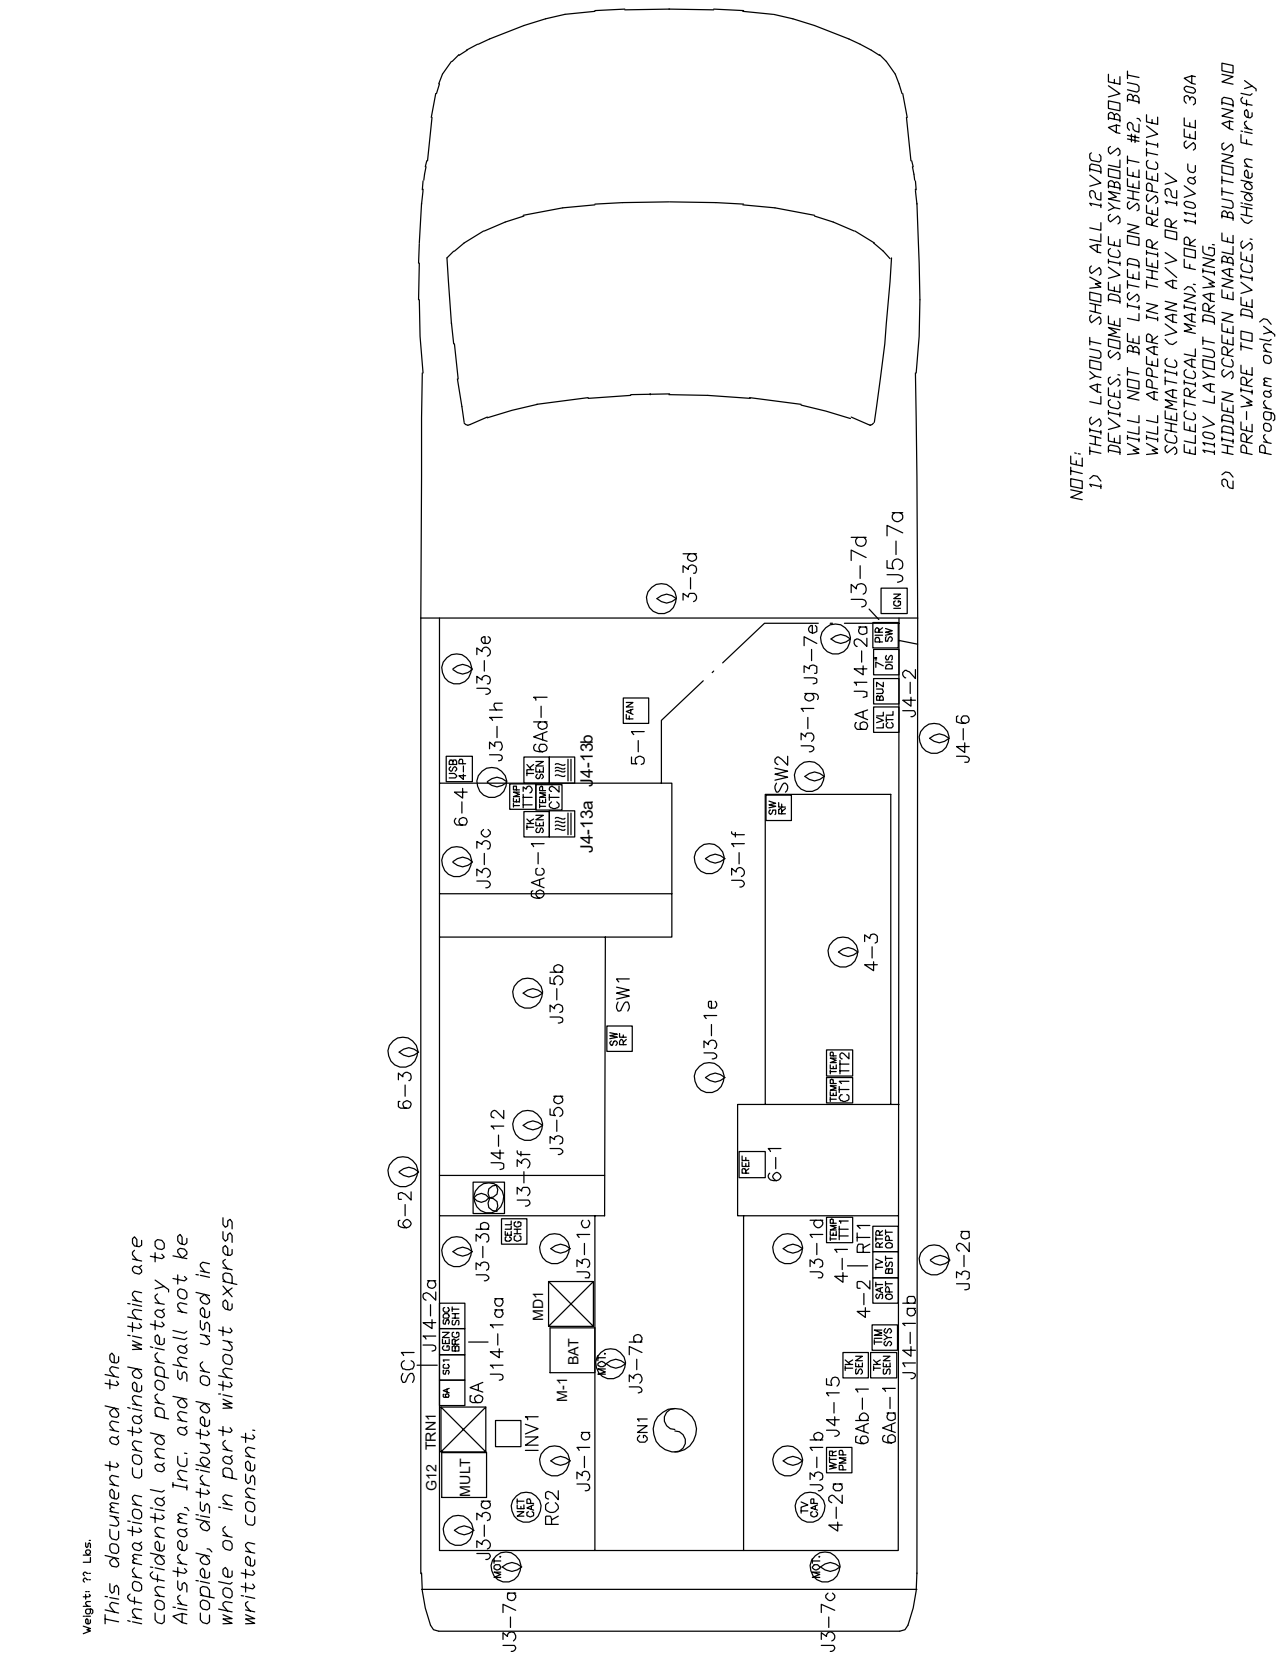 Weight: ?? Lbs.
This document and the
information contained within are
confidential and proprietary to
Airstream, Inc. and shall not be
copied, distributed or used in
whole or in part without express
written consent.
NOTE:
1) THIS LAYOUT SHOWS ALL 12VDC
DEVICES. SOME DEVICE SYMBOLS ABOVE
WILL NOT BE LISTED ON SHEET #2, BUT
WILL APPEAR IN THEIR RESPECTIVE
SCHEMATIC (VAN A/V OR 12V
ELECTRICAL MAIN). FOR 110Vac SEE 30A
110V LAYOUT DRAWING.
2) HIDDEN SCREEN ENABLE BUTTONS AND NO
PRE-WIRE TO DEVICES. (Hidden Firefly
Program only)
3-3d
J3-7d
IGN
J5-7a
J3-3e
J3-7e
PIR
SW
J14-2a
7"
DIS
J4-2
BUZ
6A
LVL
CTL
J4-6
FAN
5-1
J3-1g
USB
4-P
6-4
J3-1h
6Ad-1
TK
SEN
J4-13b
TEMP
TT3
TEMP
CT2
TK
SEN
J4-13a
6Ac-1
J3-3c
SW2
SW
RF
J3-1f
4-3
J3-5b
SW1
SW
RF
J3-1e
6-3
6-2
TEMP
TT2
TEMP
CT1
J3-5a
J4-12
J3-3f
REF
6-1
J3-3b
CELL
CHG
J3-1c
J3-1d
TEMP
TT1
4-1
RT1
RTR
OPT
TV
BST
SAT
OPT
4-2
J3-2a
J14-2a
SOC
SHT
GEN
BRG
J14-1aa
SC1
SC1
6A
6A
MD1
BAT
M-1
MOT.
J3-7b
TIM
SYS
J14-1ab
TK
SEN
TK
SEN
6Ab-1
6Aa-1
J4-15
WTR
PMP
TRN1
G12
MULT
INV1
GN1
J3-1a
J3-1b
NET
CAP
RC2
TV
CAP
4-2a
J3-3a
MOT.
J3-7a
MOT.
J3-7c